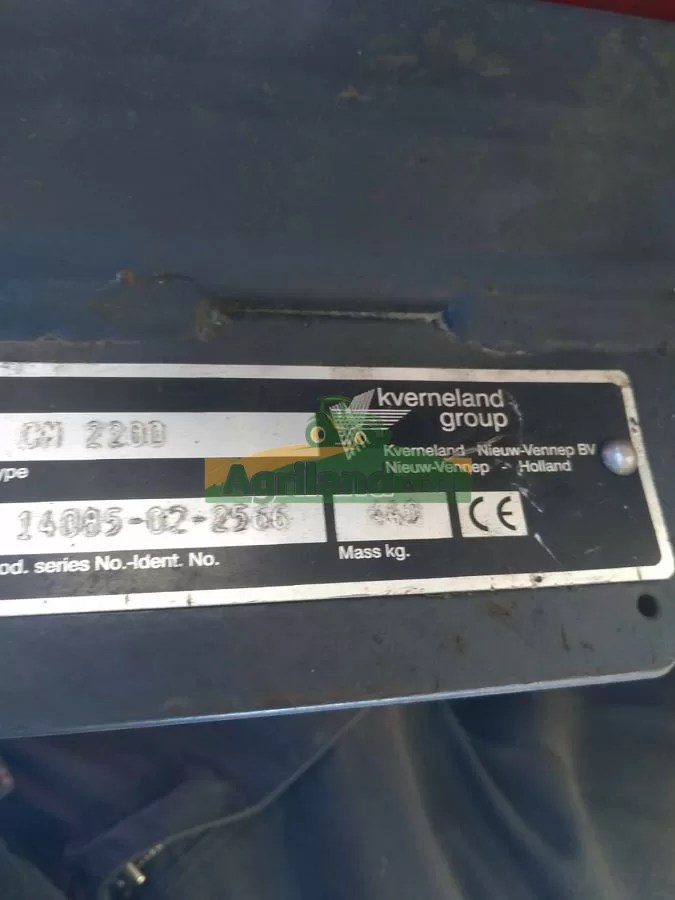 kverneland
group
CM 2200
Kverneland Nieuw-Vennep BV
Nieuw-Vennep - Holland
ype
14085-02-2566
440
CE
od. series No.-Ident. No.
Mass kg.
Agriland